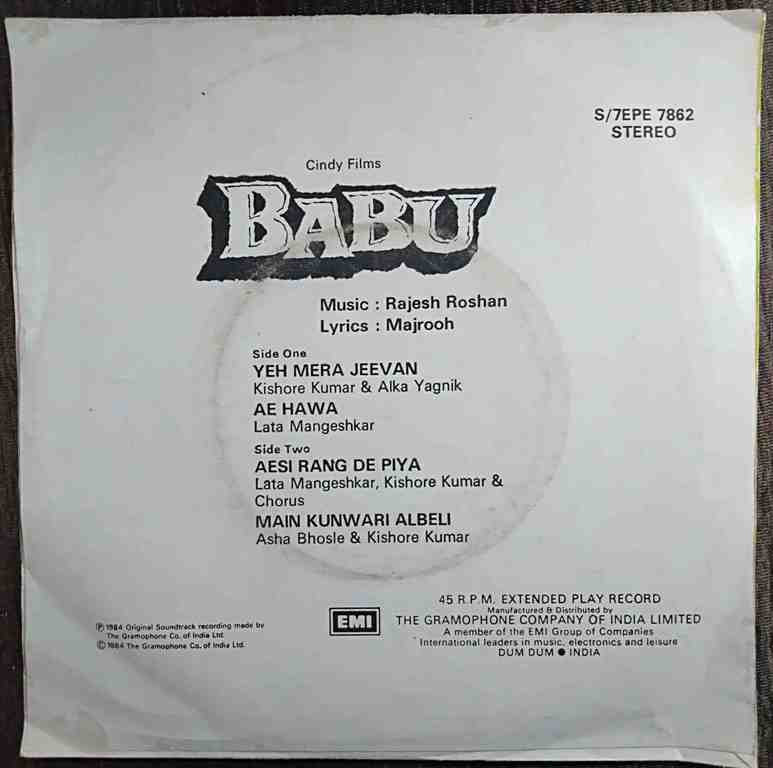 S/7EPE 7862
STEREO
Cindy Films
BABU
Music : Rajesh Roshan
Lyrics : Majrooh
Side One
YEH MERA JEEVAN
Kishore Kumar & Alka Yagnik
AE HAWA
Lata Mangeshkar
Side Two
AESI RANG DE PIYA
Lata Mangeshkar, Kishore Kumar &
Chorus
MAIN KUNWARI ALBELI
Asha Bhosle & Kishore Kumar
℗ 1984 Original Soundtrack recording made by
The Gramophone Co. of India Ltd.
© 1984 The Gramophone Co. of India Ltd.
EMI
45 R.P.M. EXTENDED PLAY RECORD
Manufactured & Distributed by
THE GRAMOPHONE COMPANY OF INDIA LIMITED
A member of the EMI Group of Companies
International leaders in music, electronics and leisure
DUM DUM ● INDIA